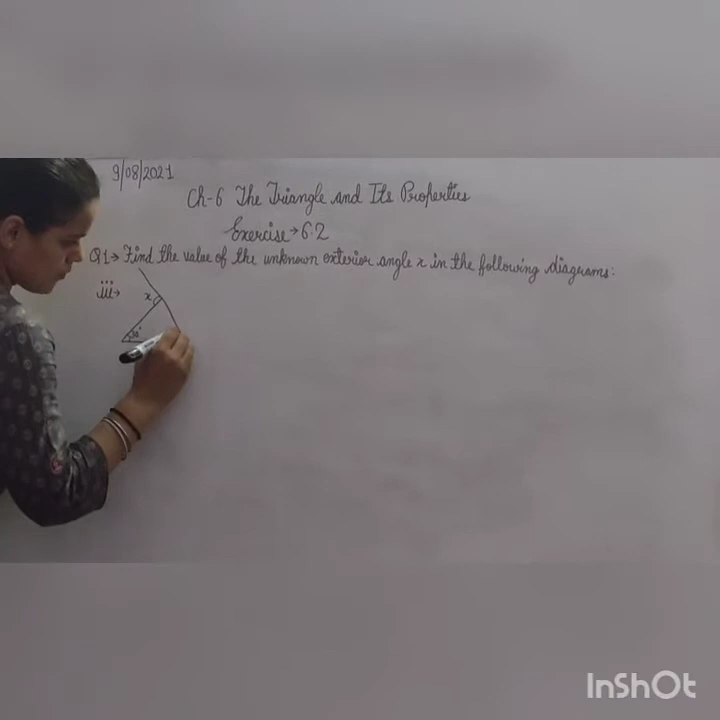 9/08/2021
Ch-6 The Triangle and Its Properties
Exercise → 6.2
Q1 → Find the value of the unknown exterior angle x in the following diagrams:
iii →
x
30°
InShOt